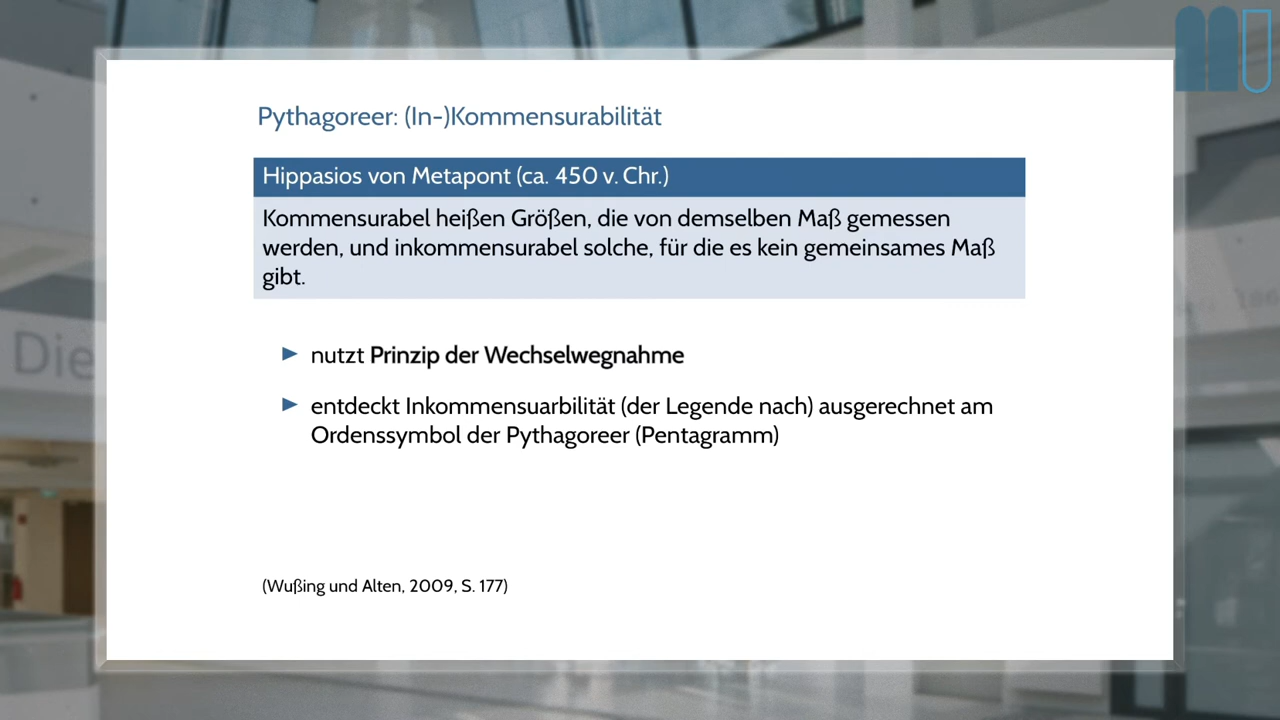 Pythagoreer: (In-)Kommensurabilität
Hippasios von Metapont (ca. 450 v. Chr.)
Kommensurabel heißen Größen, die von demselben Maß gemessen
werden, und inkommensurabel solche, für die es kein gemeinsames Maß
gibt.
► nutzt Prinzip der Wechselwegnahme
► entdeckt Inkommensuarbilität (der Legende nach) ausgerechnet am
Ordenssymbol der Pythagoreer (Pentagramm)
(Wußing und Alten, 2009, S. 177)
Die